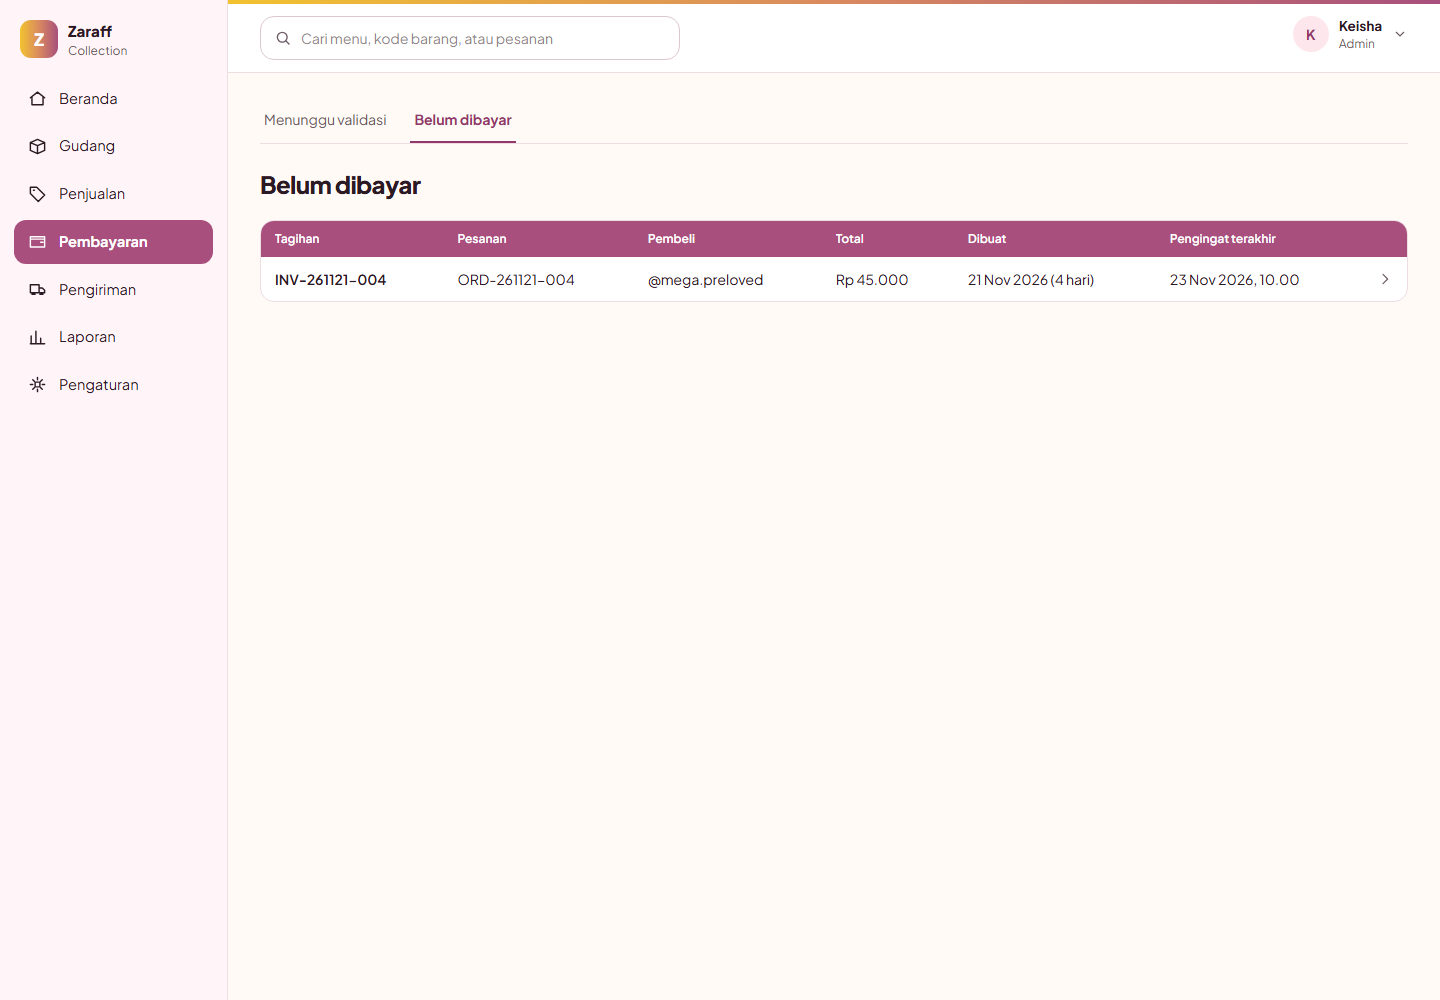 Z
Zaraff
Collection
Beranda
Gudang
Penjualan
Pembayaran
Pengiriman
Laporan
Pengaturan
Cari menu, kode barang, atau pesanan
K
Keisha
Admin
Menunggu validasi Belum dibayar
Belum dibayar
Tagihan Pesanan Pembeli Total Dibuat Pengingat terakhir
INV-261121-004 ORD-261121-004 @mega.preloved Rp 45.000 21 Nov 2026 (4 hari) 23 Nov 2026, 10.00